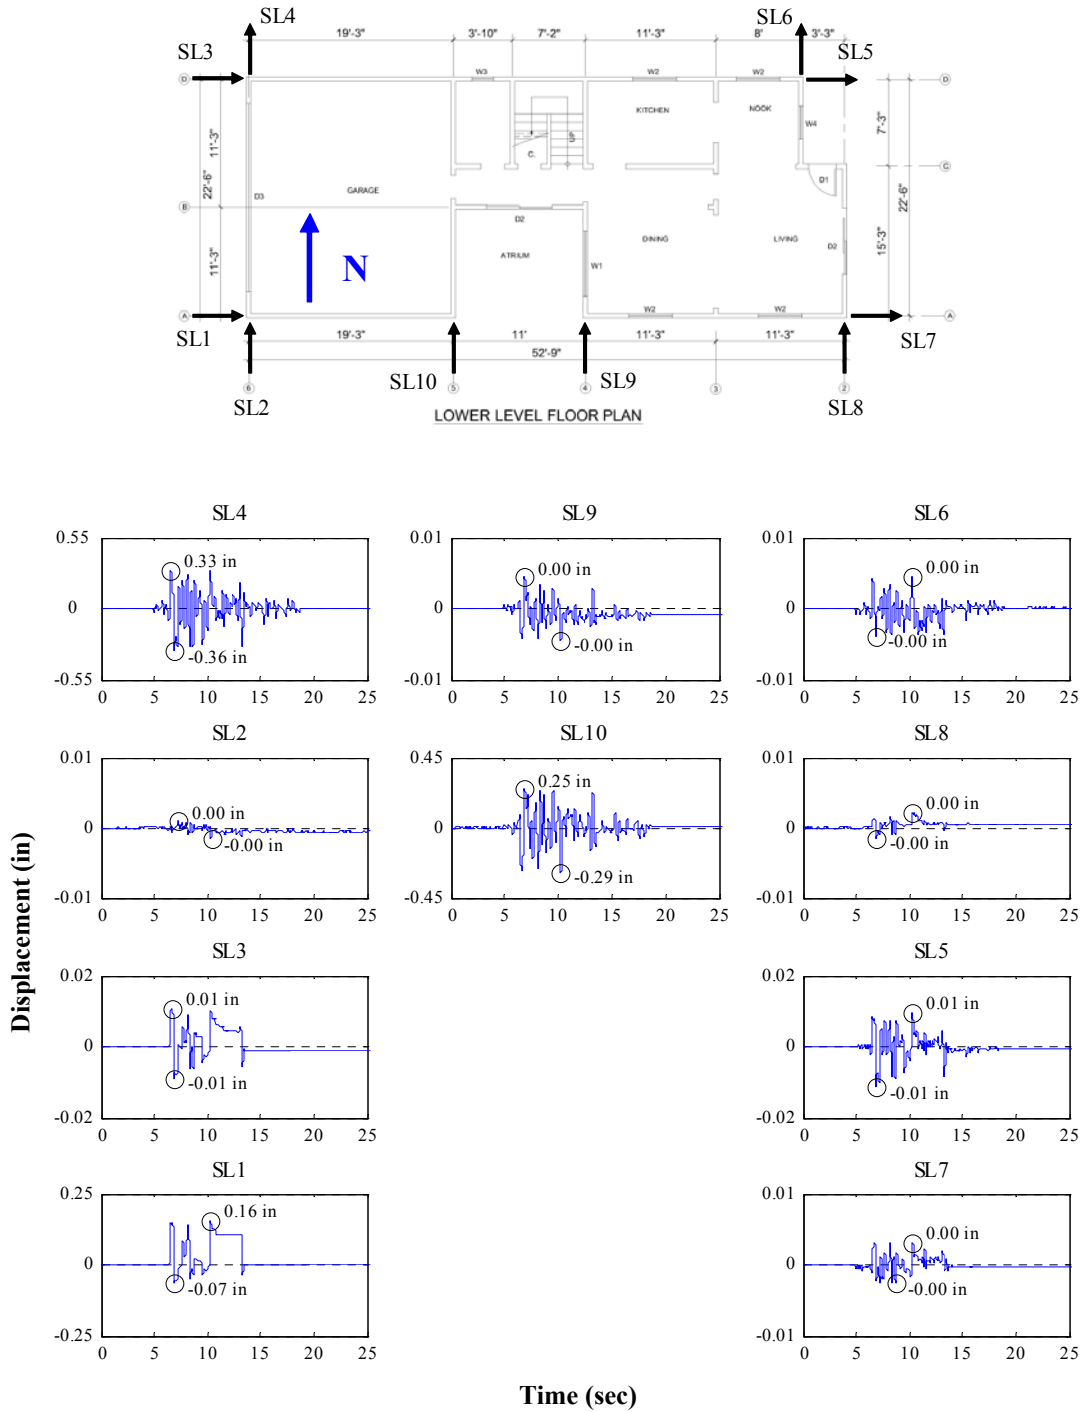 SL4
SL6
SL3
SL5
19'-3"
3'-10"
7'-2"
11'-3"
8'
3'-3"
D
W3
W2
W2
D
KITCHEN
NOOK
W4
UP
C.
11'-3"
7'-3"
22'-6"
22'-6"
G
D1
GARAGE
D3
B
D2
DINING
LIVING
D2
ATRIUM
W1
N
11'-3"
15'-3"
W2
W2
A
A
SL1
SL7
19'-3"
11'
11'-3"
11'-3"
52'-9"
SL10
SL9
6
5
4
3
2
SL2
SL8
LOWER LEVEL FLOOR PLAN
SL4
SL9
SL6
0.55
0
-0.55
0.33 in
-0.36 in
0 5 10 15 20 25
0.01
0
-0.01
0.00 in
-0.00 in
0 5 10 15 20 25
0.01
0
-0.01
0.00 in
-0.00 in
0 5 10 15 20 25
SL2
SL10
SL8
0.01
0
-0.01
0.00 in
-0.00 in
0 5 10 15 20 25
0.45
0
-0.45
0.25 in
-0.29 in
0 5 10 15 20 25
0.01
0
-0.01
0.00 in
-0.00 in
0 5 10 15 20 25
SL3
SL5
0.02
0
-0.02
0.01 in
-0.01 in
0 5 10 15 20 25
0.02
0
-0.02
0.01 in
-0.01 in
0 5 10 15 20 25
SL1
SL7
0.25
0
-0.25
0.16 in
-0.07 in
0 5 10 15 20 25
0.01
0
-0.01
0.00 in
-0.00 in
0 5 10 15 20 25
Displacement (in)
Time (sec)